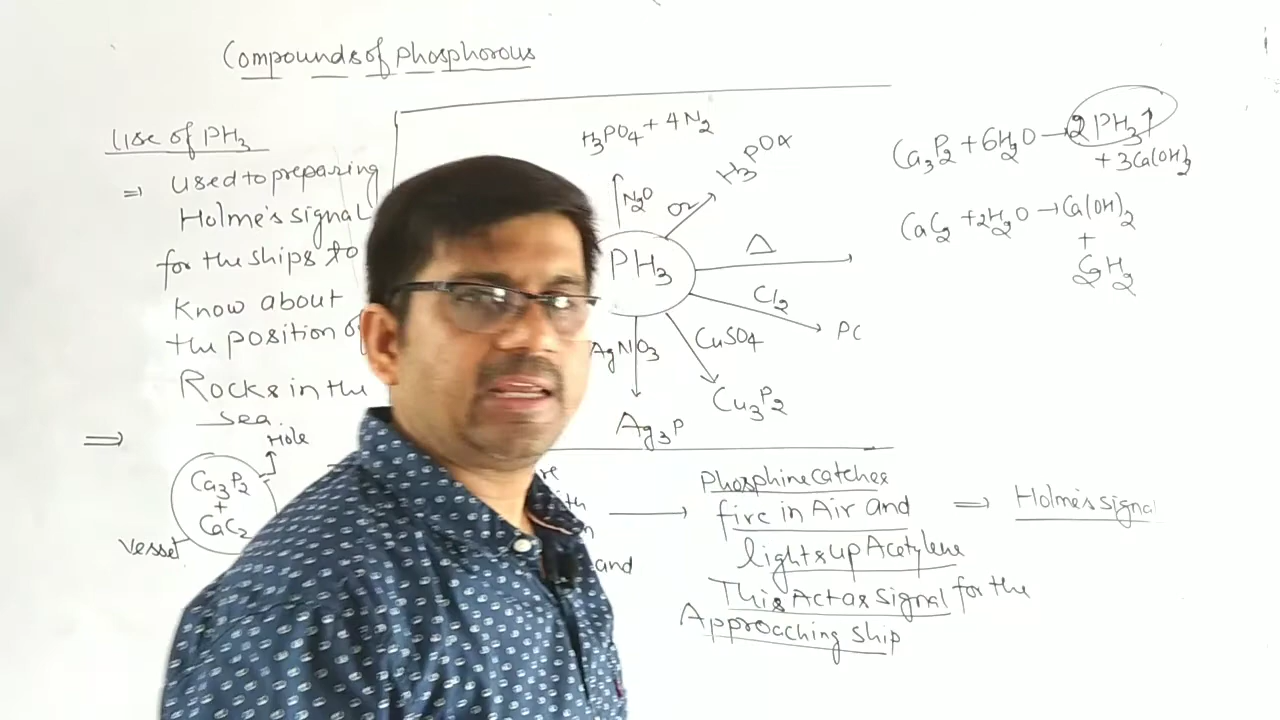 Compounds of Phosphorous
Use of PH3
⇒ used to preparing
Holme's signal
for the ships to
Know about
the position of
Rocks in the
sea.
⇒
Hole
Ca3P2
+
CaC2
Vessel
H3PO4 + 4N2
N2O
or
H3PO4
PH3
Δ
Cl2
PC
CuSO4
Cu3P2
AgNO3
Ag3P
Ca3P2 + 6H2O → 2PH3↑
+ 3Ca(OH)2
CaC2 + 2H2O → Ca(OH)2
+
C2H2
and
Phosphine catches
fire in Air and
lights up Acetylene
This Act as signal for the
Approaching ship
⇒ Holme's signal